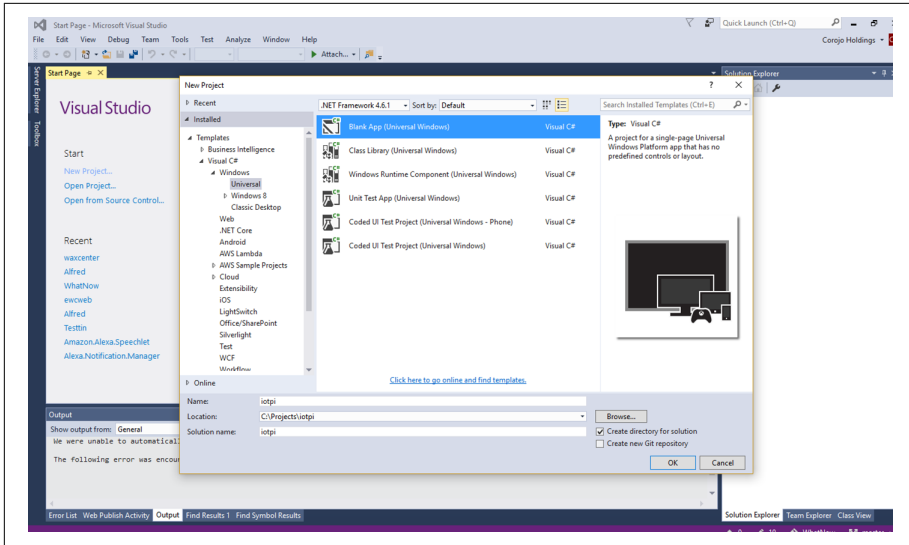 Start Page - Microsoft Visual Studio
Quick Launch (Ctrl+Q)
File Edit View Debug Team Tools Test Analyze Window Help
Corojo Holdings
Attach...
Server Explorer
Toolbox
Start Page
Solution Explorer
Visual Studio
Start
New Project...
Open Project...
Open from Source Control...
Recent
waxcenter
Alfred
WhatNow
ewcweb
Alfred
Testtin
Amazon.Alexa.Speechlet
Alexa.Notification.Manager
New Project
Recent
.NET Framework 4.6.1
Sort by: Default
Search Installed Templates (Ctrl+E)
Installed
Templates
Business Intelligence
Visual C#
Windows
Universal
Windows 8
Classic Desktop
Web
.NET Core
Android
AWS Lambda
AWS Sample Projects
Cloud
Extensibility
iOS
LightSwitch
Office/SharePoint
Silverlight
Test
WCF
Workflow
Online
Blank App (Universal Windows) Visual C#
Class Library (Universal Windows) Visual C#
Windows Runtime Component (Universal Windows) Visual C#
Unit Test App (Universal Windows) Visual C#
Coded UI Test Project (Universal Windows - Phone) Visual C#
Coded UI Test Project (Universal Windows) Visual C#
Click here to go online and find templates.
Type: Visual C#
A project for a single-page Universal
Windows Platform app that has no
predefined controls or layout.
Name: iotpi
Location: C:\Projects\iotpi
Browse...
Solution name: iotpi
Create directory for solution
Create new Git repository
OK Cancel
Output
Show output from: General
We were unable to
The following error was
Error List Web Publish Activity Output Find Results 1 Find Symbol Results
Solution Explorer Team Explorer Class View